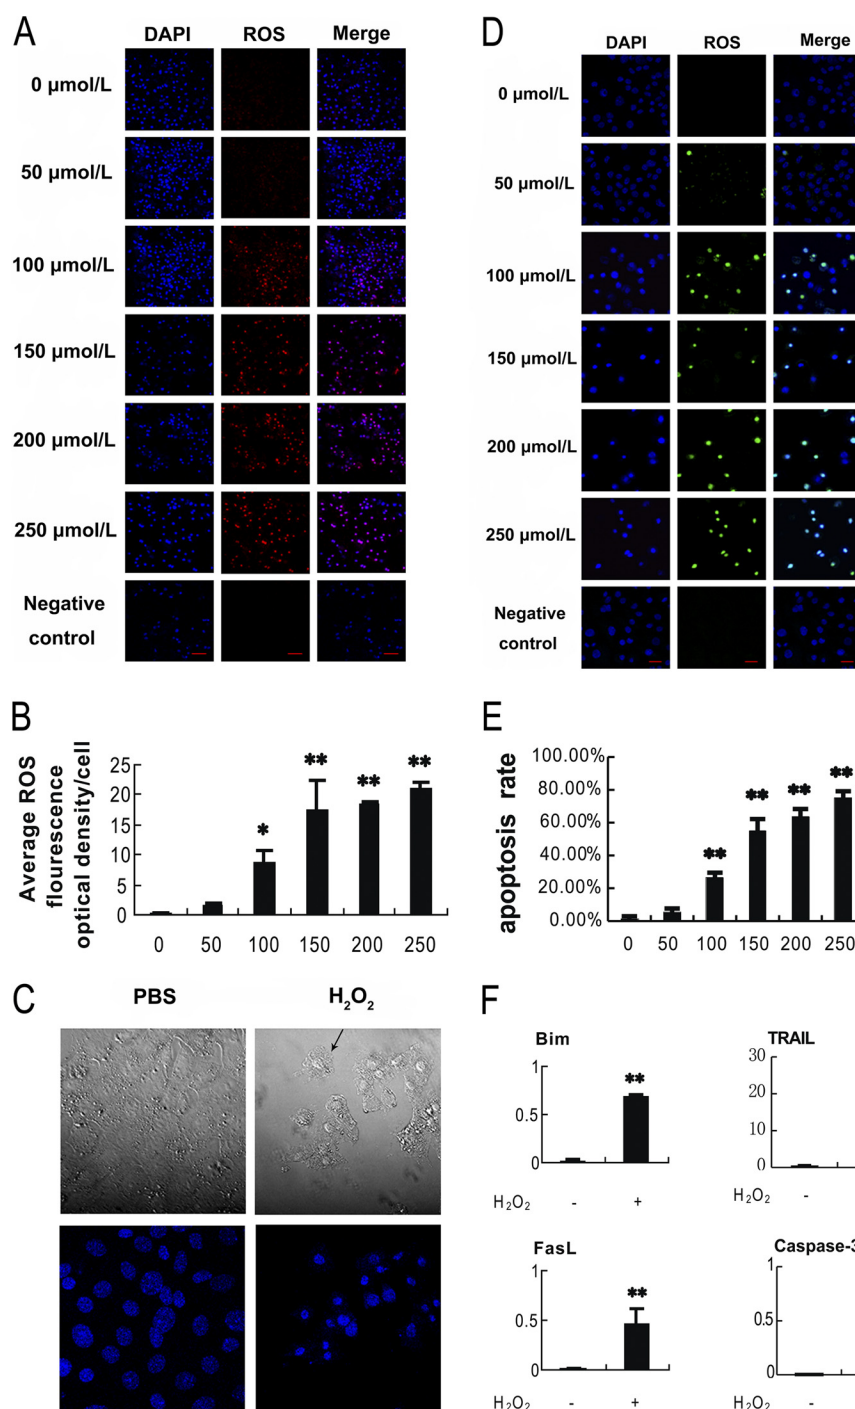 A
DAPI ROS Merge
0 µmol/L
50 µmol/L
100 µmol/L
150 µmol/L
200 µmol/L
250 µmol/L
Negative
control
D
DAPI ROS Merge
0 µmol/L
50 µmol/L
100 µmol/L
150 µmol/L
200 µmol/L
250 µmol/L
Negative
control
B
Average ROS
flourescence
optical density/cell
25
20
15
10
5
0
* ** ** **
0 50 100 150 200 250
E
apoptosis rate
100.00%
80.00%
60.00%
40.00%
20.00%
0.00%
** ** ** **
0 50 100 150 200 250
C
PBS H₂O₂
F
Bim
1
0.5
0
**
H₂O₂ - +
TRAIL
30
20
10
0
H₂O₂ -
FasL
1
0.5
0
**
H₂O₂ - +
Caspase-3
1
0.5
0
H₂O₂ -